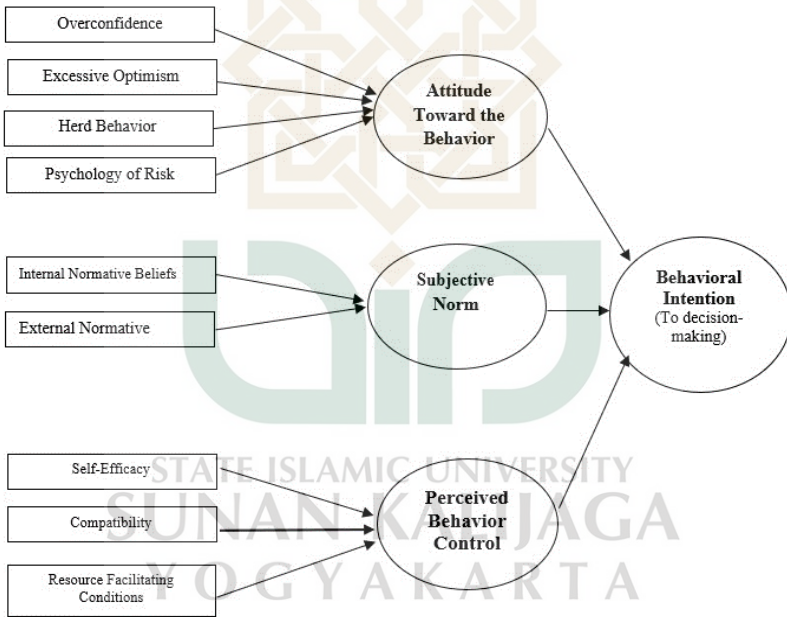 Overconfidence
Excessive Optimism
Herd Behavior
Psychology of Risk
Attitude
Toward the
Behavior
Internal Normative Beliefs
External Normative
Subjective
Norm
Behavioral
Intention
(To decision-
making)
Self-Efficacy
Compatibility
Resource Facilitating
Conditions
Perceived
Behavior
Control
STATE ISLAMIC UNIVERSITY
SUNAN KALIJAGA
YOGYAKARTA